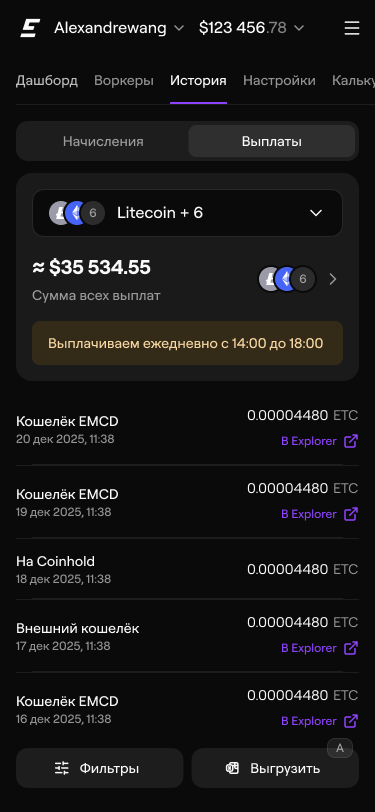 Alexandrewang $123 456.78
Дашборд Воркеры История Настройки Кальку
Начисления Выплаты
6 Litecoin + 6
≈ $35 534.55 6
Сумма всех выплат
Выплачиваем ежедневно с 14:00 до 18:00
Кошелёк EMCD 0.00004480 ETC
20 дек 2025, 11:38 В Explorer
Кошелёк EMCD 0.00004480 ETC
19 дек 2025, 11:38 В Explorer
На Coinhold 0.00004480 ETC
18 дек 2025, 11:38
Внешний кошелёк 0.00004480 ETC
17 дек 2025, 11:38 В Explorer
Кошелёк EMCD 0.00004480 ETC
16 дек 2025, 11:38 В Explorer
A
Фильтры Выгрузить